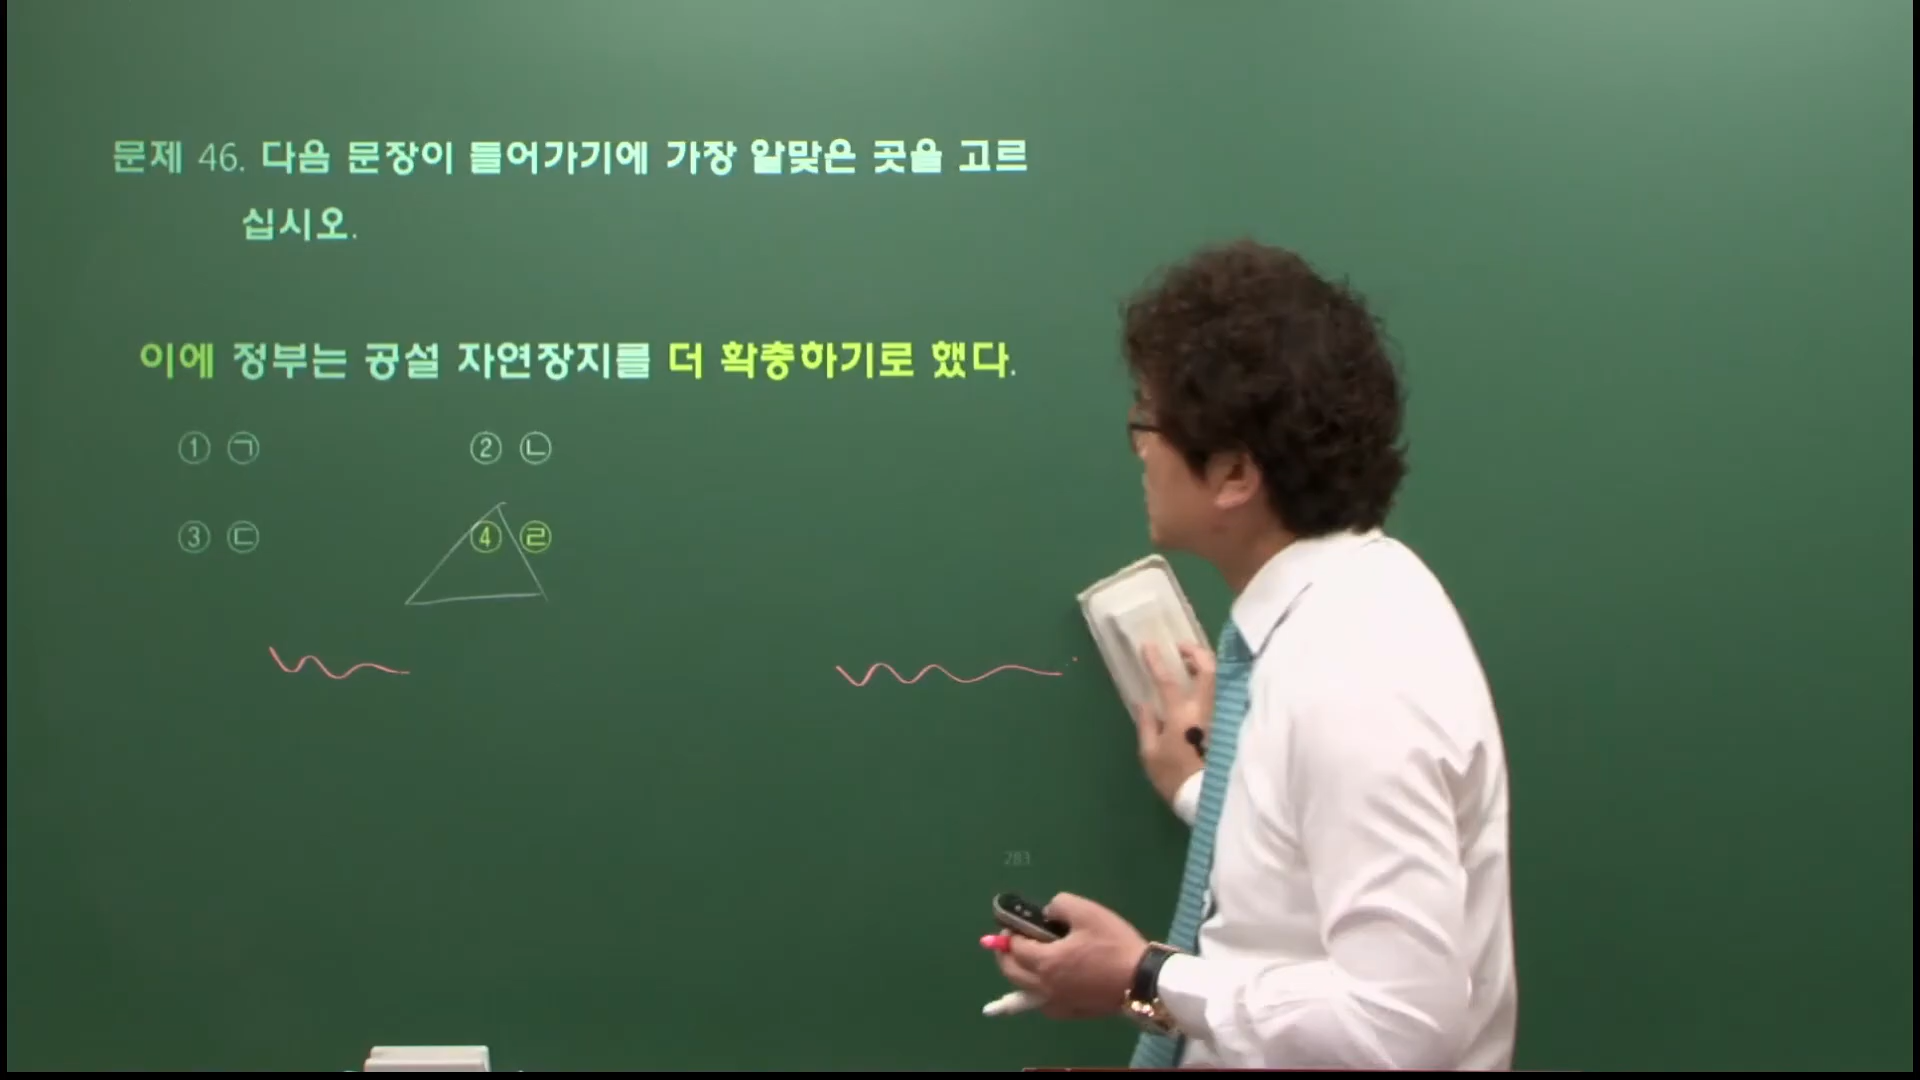 문제 46. 다음 문장이 들어가기에 가장 알맞은 곳을 고르
십시오.
이에 정부는 공설 자연장지를 더 확충하기로 했다.
① ㉠ ② ㉡
③ ㉢ ④ ㉣
283